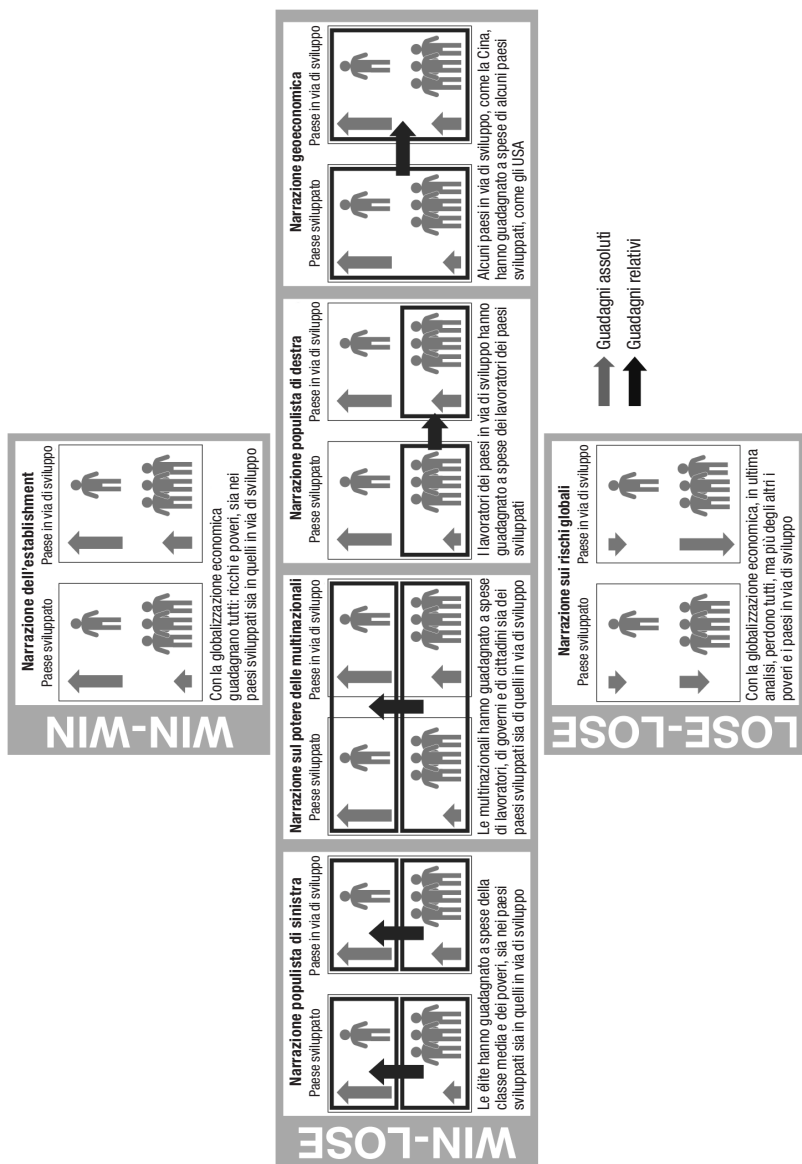 WIN-WIN
Narrazione dell'establishment
Paese sviluppato
Paese in via di sviluppo
Con la globalizzazione economica
guadagnano tutti: ricchi e poveri, sia nei
paesi sviluppati sia in quelli in via di sviluppo
WIN-LOSE
Narrazione populista di sinistra
Paese sviluppato
Paese in via di sviluppo
Le élite hanno guadagnato a spese della
classe media e dei poveri, sia nei paesi
sviluppati sia in quelli in via di sviluppo
Narrazione sul potere delle multinazionali
Paese sviluppato
Paese in via di sviluppo
Le multinazionali hanno guadagnato a spese
di lavoratori, di governi e di cittadini sia dei
paesi sviluppati sia di quelli in via di sviluppo
Narrazione populista di destra
Paese sviluppato
Paese in via di sviluppo
I lavoratori dei paesi in via di sviluppo hanno
guadagnato a spese dei lavoratori dei paesi
sviluppati
Narrazione geoeconomica
Paese sviluppato
Paese in via di sviluppo
Alcuni paesi in via di sviluppo, come la Cina,
hanno guadagnato a spese di alcuni paesi
sviluppati, come gli USA
LOSE-LOSE
Narrazione sui rischi globali
Paese sviluppato
Paese in via di sviluppo
Con la globalizzazione economica, in ultima
analisi, perdono tutti, ma più degli altri i
poveri e i paesi in via di sviluppo
Guadagni assoluti
Guadagni relativi